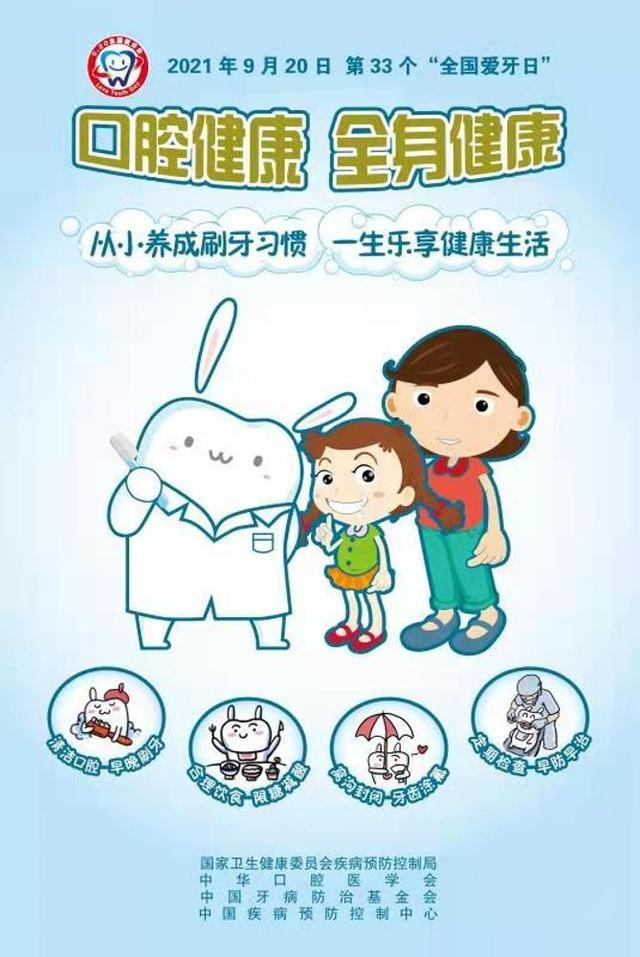 2021年9月20日 第33个“全国爱牙日”
口腔健康 全身健康
从小养成刷牙习惯 一生乐享健康生活
清洁口腔-早晚刷牙
合理饮食-限糖减酸
窝沟封闭-牙齿涂氟
定期检查-早防早治
国家卫生健康委员会疾病预防控制局
中华口腔医学会
中国牙病防治基金会
中国疾病预防控制中心